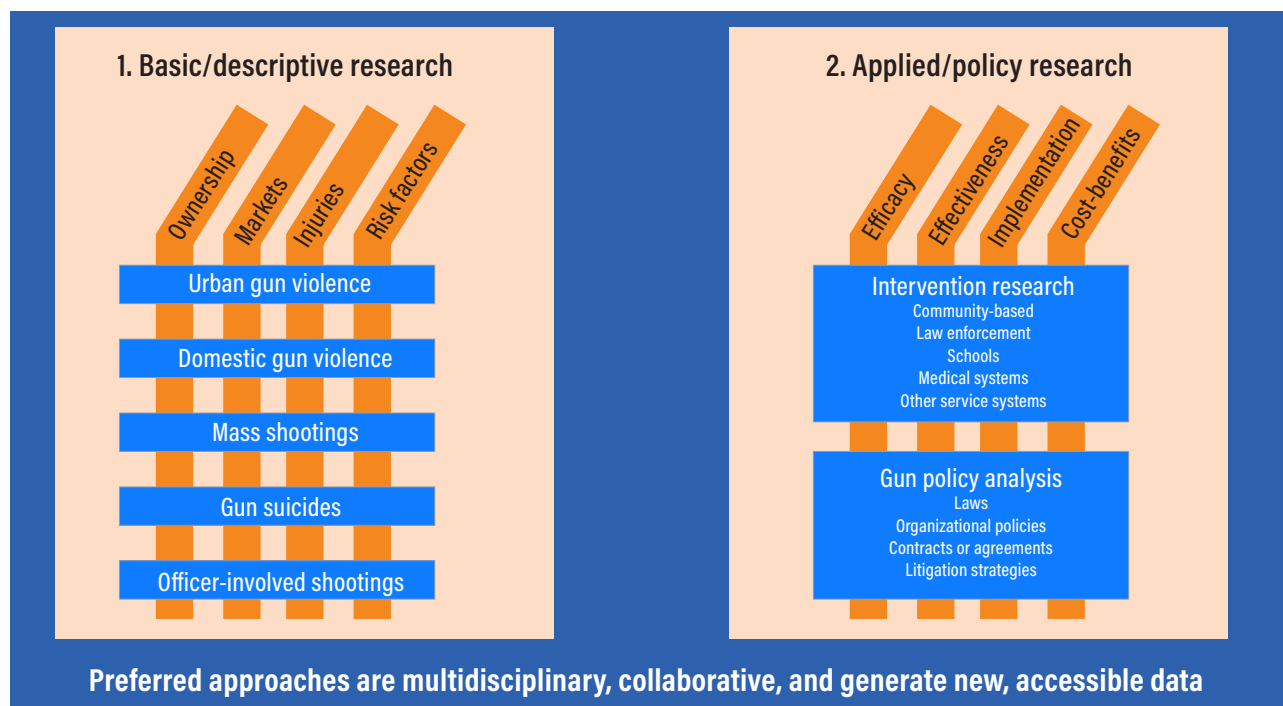 1. Basic/descriptive research
Ownership
Markets
Injuries
Risk factors
Urban gun violence
Domestic gun violence
Mass shootings
Gun suicides
Officer-involved shootings
2. Applied/policy research
Efficacy
Effectiveness
Implementation
Cost-benefits
Intervention research
Community-based
Law enforcement
Schools
Medical systems
Other service systems
Gun policy analysis
Laws
Organizational policies
Contracts or agreements
Litigation strategies
Preferred approaches are multidisciplinary, collaborative, and generate new, accessible data